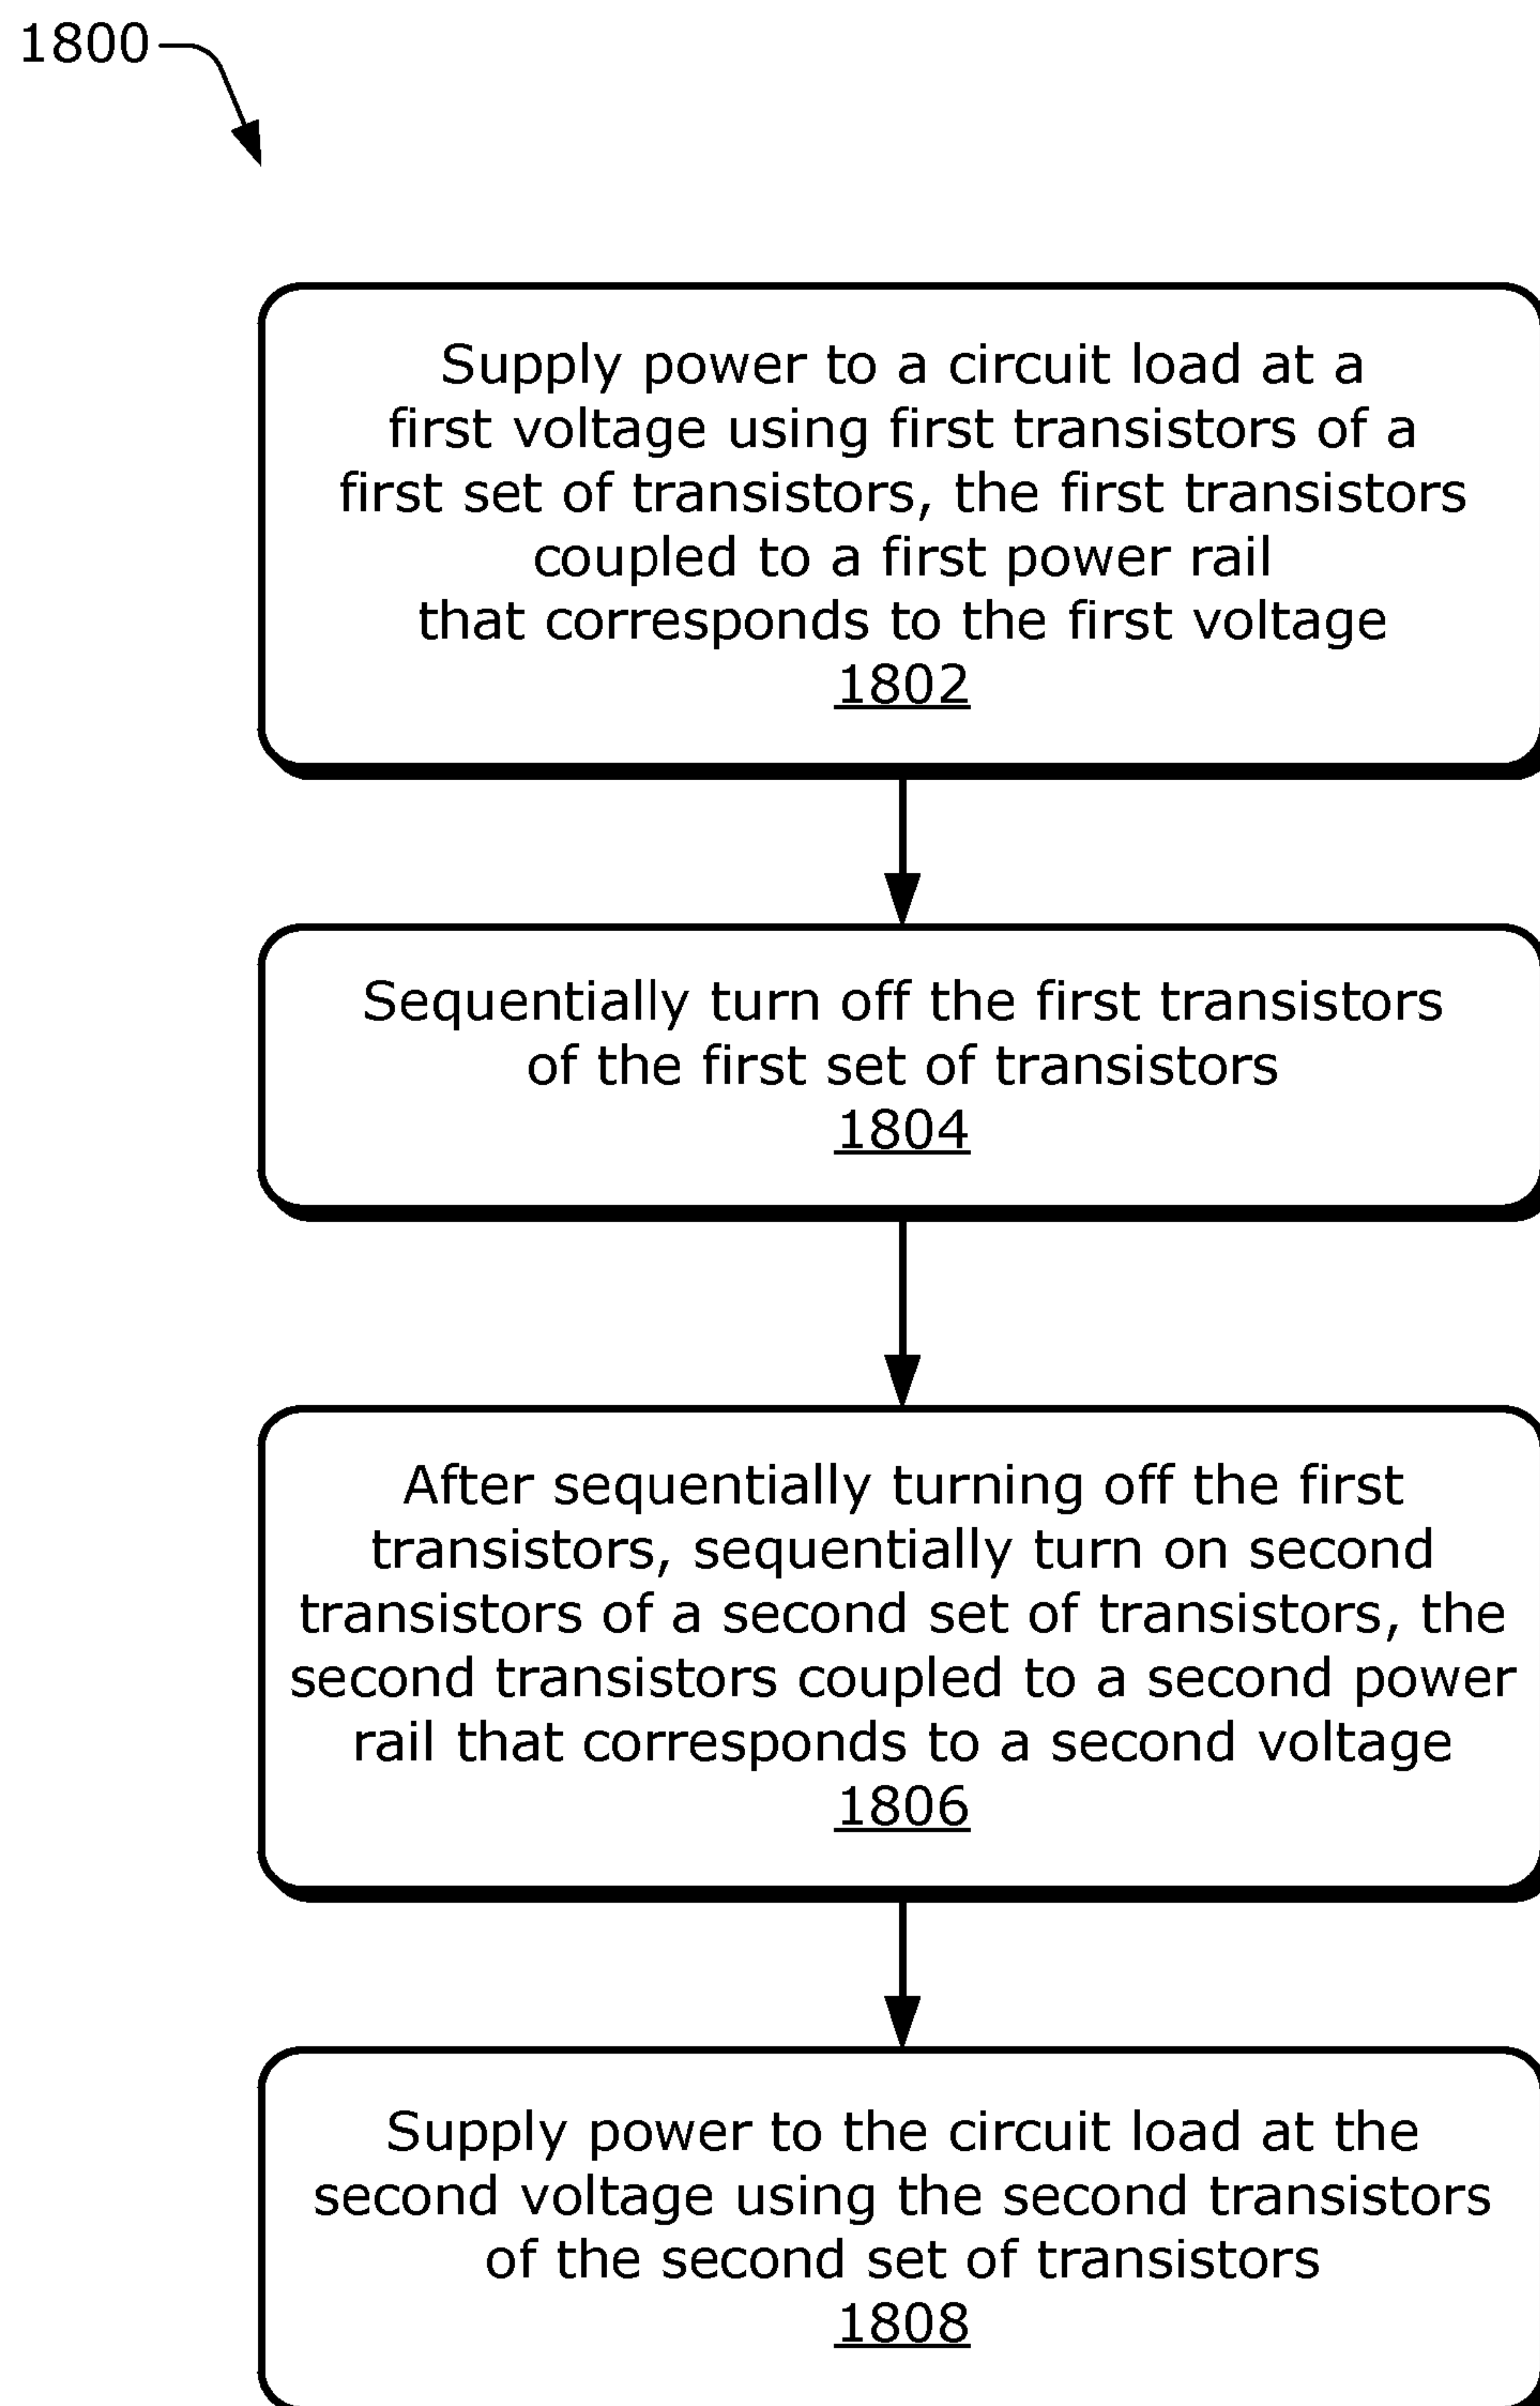 1800
Supply power to a circuit load at a
first voltage using first transistors of a
first set of transistors, the first transistors
coupled to a first power rail
that corresponds to the first voltage
1802
Sequentially turn off the first transistors
of the first set of transistors
1804
After sequentially turning off the first
transistors, sequentially turn on second
transistors of a second set of transistors, the
second transistors coupled to a second power
rail that corresponds to a second voltage
1806
Supply power to the circuit load at the
second voltage using the second transistors
of the second set of transistors
1808